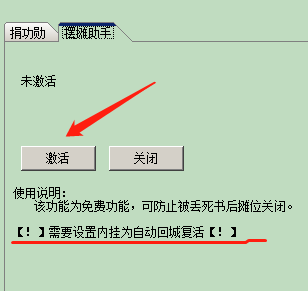 捐功勋 摆摊助手
未激活
激活 关闭
使用说明:
该功能为免费功能，可防止被丢死书后摊位关闭。
【!】需要设置内挂为自动回城复活【!】